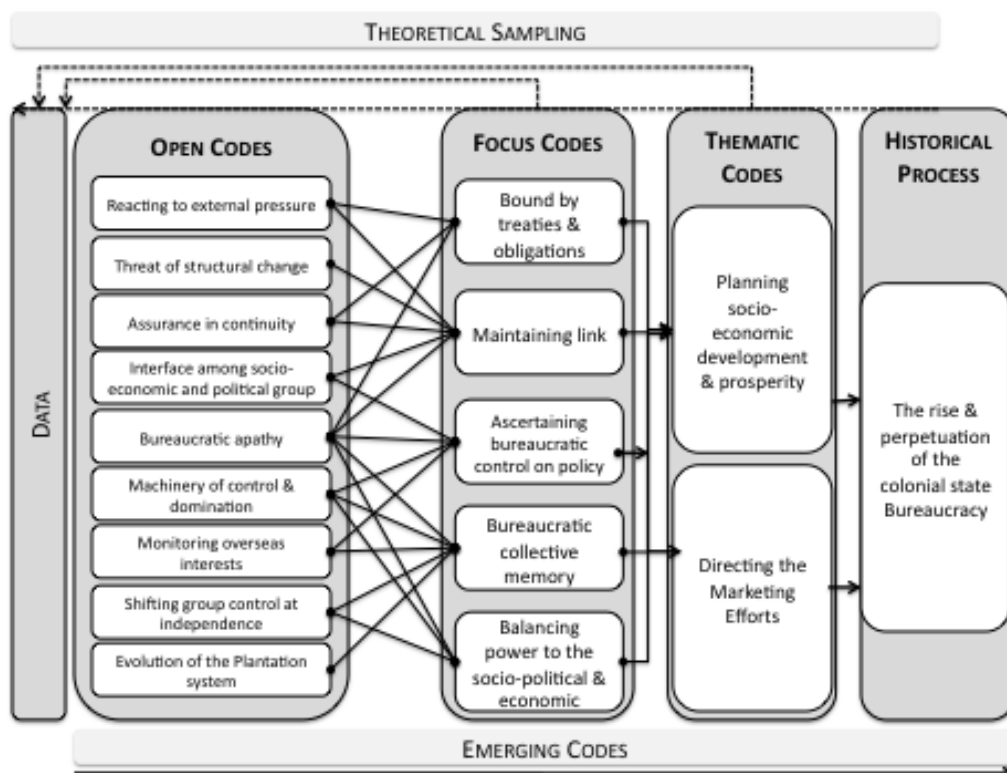 THEORETICAL SAMPLING
DATA
OPEN CODES
Reacting to external pressure
Threat of structural change
Assurance in continuity
Interface among socio-
economic and political group
Bureaucratic apathy
Machinery of control &
domination
Monitoring overseas
interests
Shifting group control at
independence
Evolution of the Plantation
system
FOCUS CODES
Bound by
treaties &
obligations
Maintaining link
Ascertaining
bureaucratic
control on policy
Bureaucratic
collective
memory
Balancing
power to the
socio-political &
economic
THEMATIC
CODES
Planning
socio-
economic
development
& prosperity
Directing the
Marketing
Efforts
HISTORICAL
PROCESS
The rise &
perpetuation
of the
colonial state
Bureaucracy
EMERGING CODES